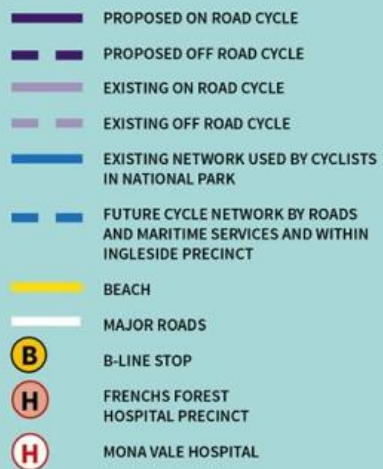 PROPOSED ON ROAD CYCLE
PROPOSED OFF ROAD CYCLE
EXISTING ON ROAD CYCLE
EXISTING OFF ROAD CYCLE
EXISTING NETWORK USED BY CYCLISTS
IN NATIONAL PARK
FUTURE CYCLE NETWORK BY ROADS
AND MARITIME SERVICES AND WITHIN
INGLESIDE PRECINCT
BEACH
MAJOR ROADS
B B-LINE STOP
H FRENCHS FOREST
HOSPITAL PRECINCT
H MONA VALE HOSPITAL